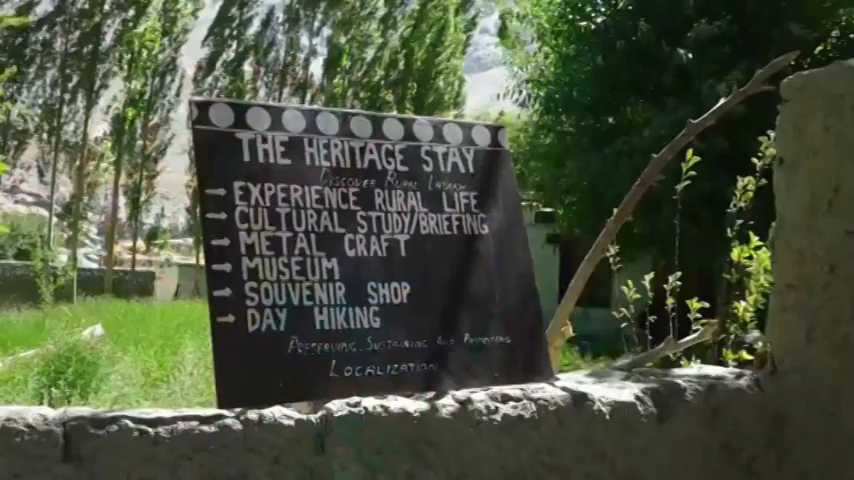 THE HERITAGE STAY
DISCOVER RURAL LADAKH
→ EXPERIENCE RURAL LIFE
→ CULTURAL STUDY/BRIEFING
→ METAL CRAFT
→ MUSEUM
→ SOUVENIR SHOP
→ DAY HIKING
PRESERVING, SUSTAINING AND PROMOTING
LOCALIZATION